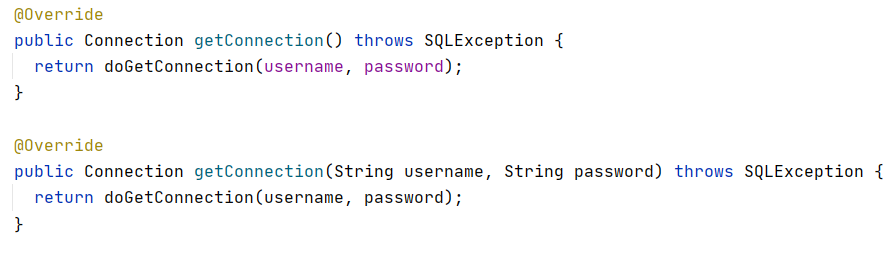 @Override
public Connection getConnection() throws SQLException {
return doGetConnection(username, password);
}
@Override
public Connection getConnection(String username, String password) throws SQLException {
return doGetConnection(username, password);
}